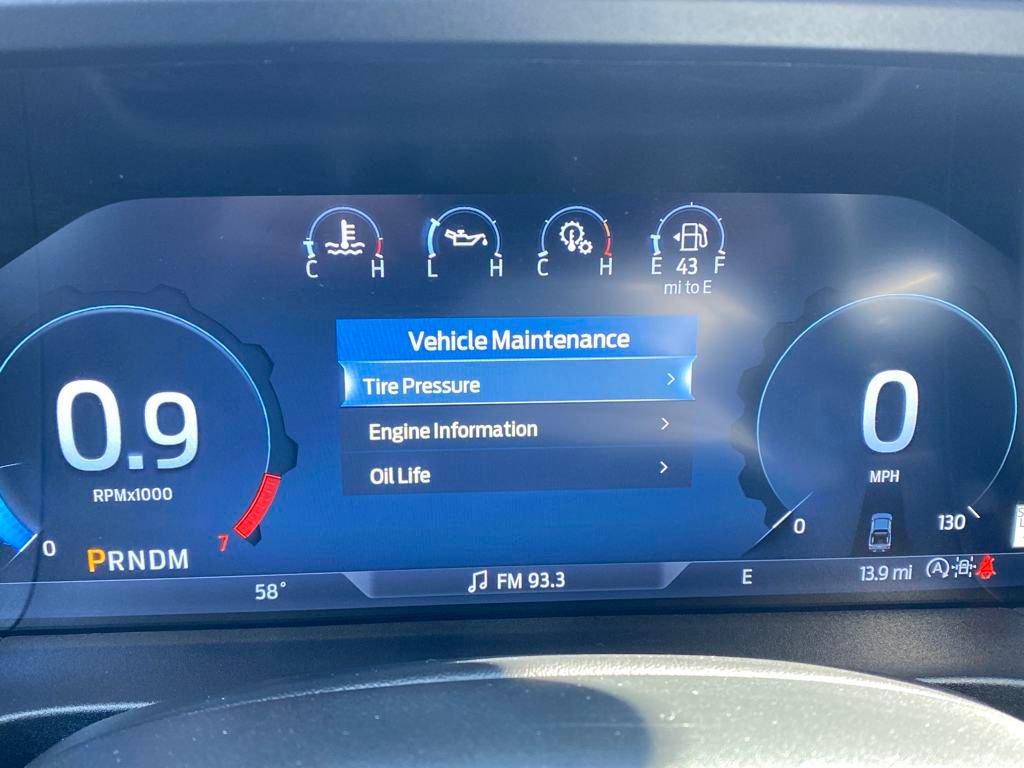 C H
L H
C H
E 43 F
mi to E
Vehicle Maintenance
Tire Pressure
Engine Information
Oil Life
0.9
RPMx1000
0
7
PRNDM
0
MPH
0
130
58°
FM 93.3
E
13.9 mi
A